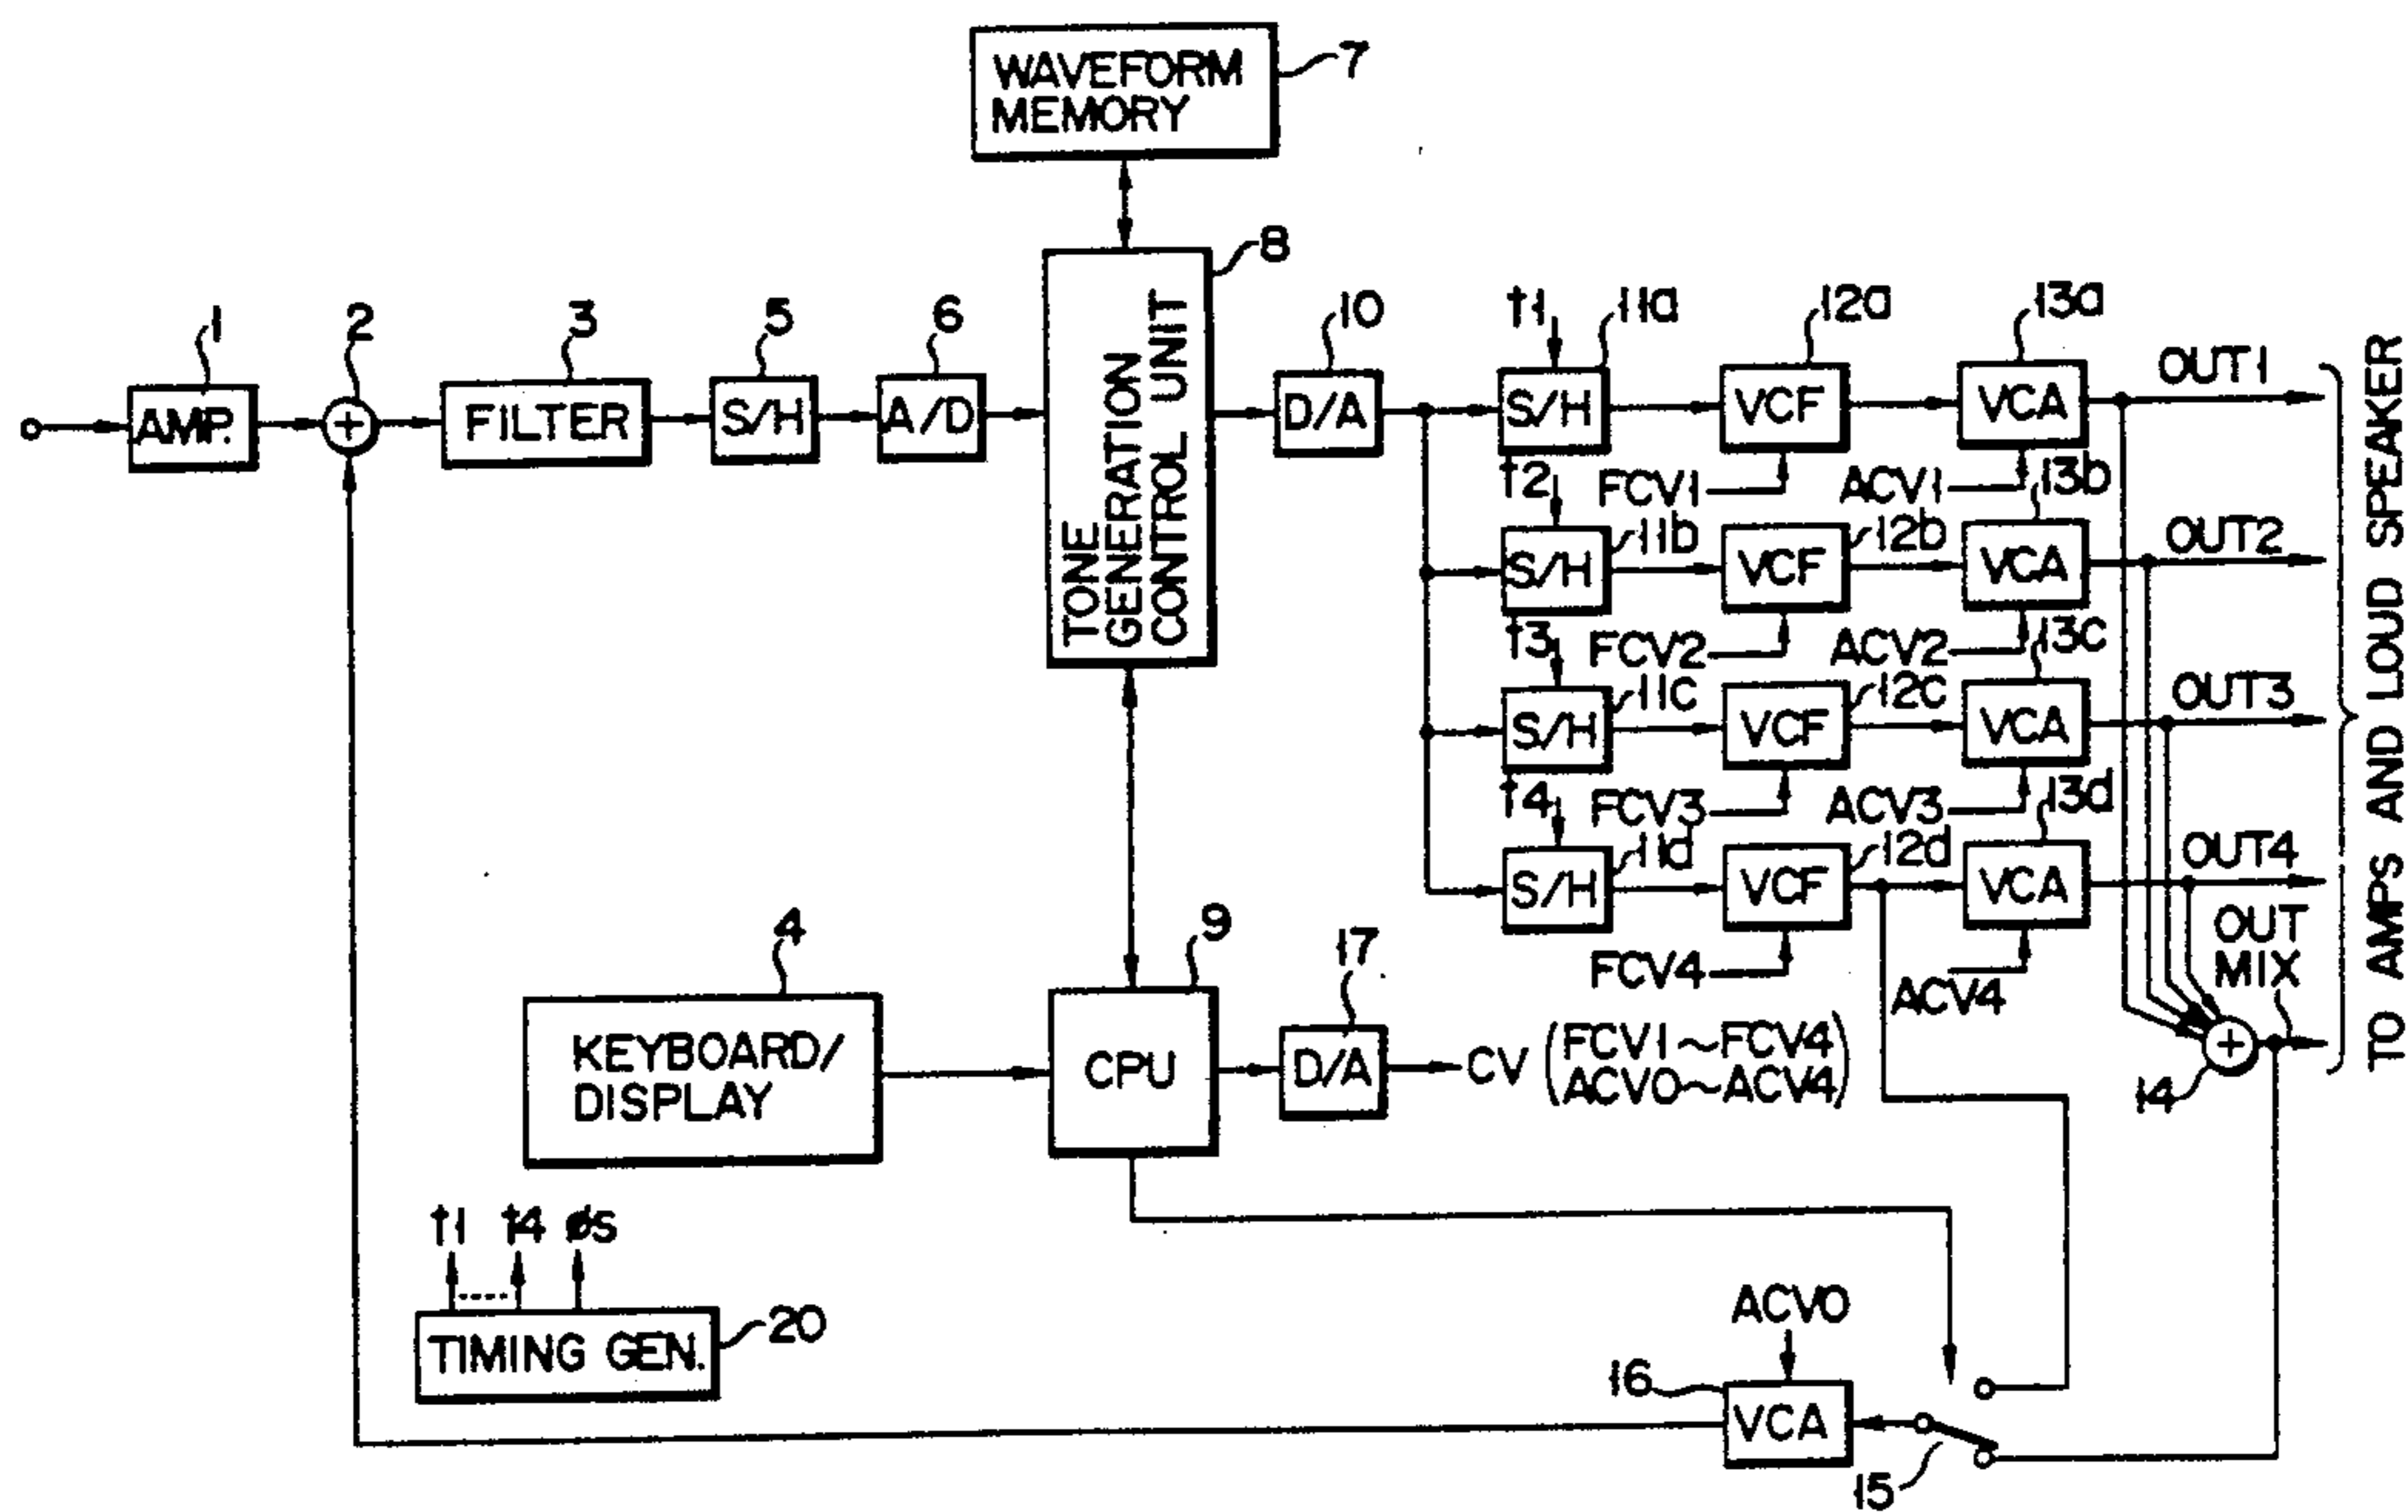 WAVEFORM
MEMORY
7
8
1
2
3
5
6
10
t1
11a
12a
13a
AMP.
+
FILTER
S/H
A/D
TONE
GENERATION
CONTROL UNIT
D/A
S/H
VCF
VCA
OUT1
t2
FCV1
ACV1
13b
11b
12b
S/H
VCF
VCA
OUT2
t3
FCV2
ACV2
13c
11c
12c
S/H
VCF
VCA
OUT3
t4
FCV3
ACV3
13d
11d
12d
S/H
VCF
VCA
OUT4
FCV4
ACV4
OUT
MIX
+
14
TO AMPS AND LOUD SPEAKER
4
KEYBOARD/
DISPLAY
9
CPU
17
D/A
CV (FCV1~FCV4
ACV0~ACV4)
t1 t4 øs
TIMING GEN.
20
ACV0
16
VCA
15